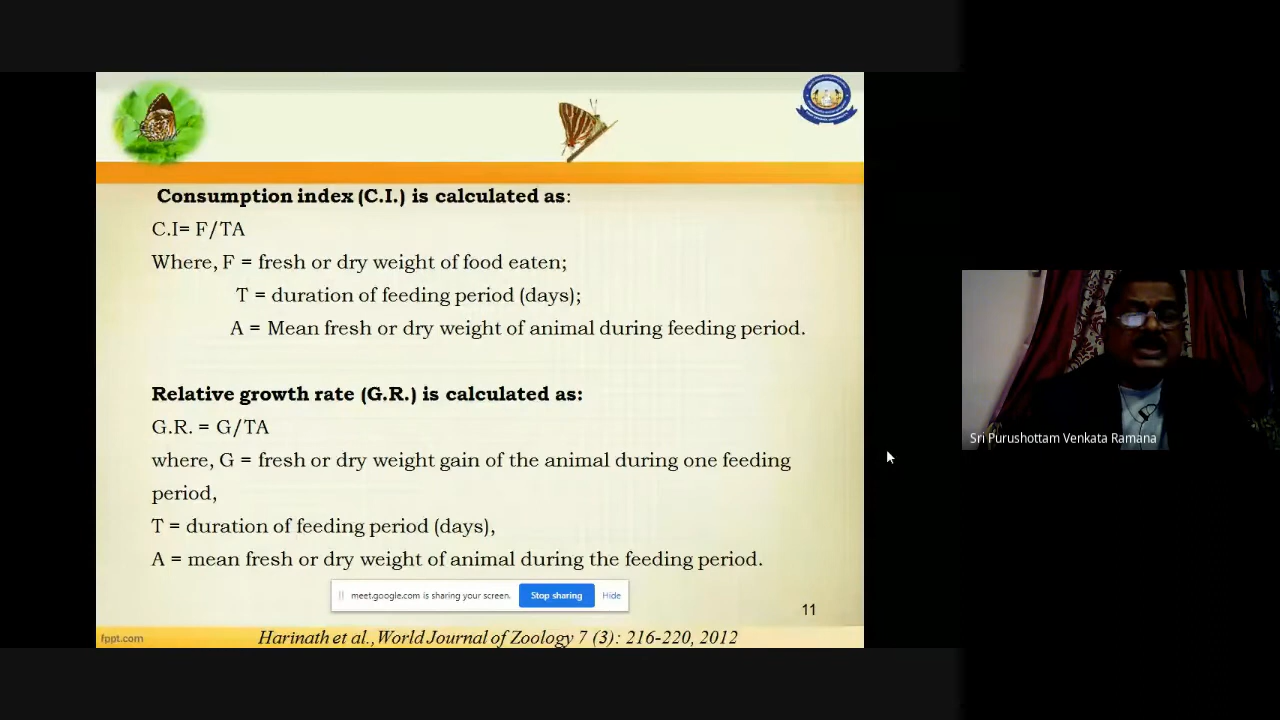 Consumption index (C.I.) is calculated as:
C.I= F/TA
Where, F = fresh or dry weight of food eaten;
T = duration of feeding period (days);
A = Mean fresh or dry weight of animal during feeding period.
Relative growth rate (G.R.) is calculated as:
G.R. = G/TA
where, G = fresh or dry weight gain of the animal during one feeding
period,
T = duration of feeding period (days),
A = mean fresh or dry weight of animal during the feeding period.
meet.google.com is sharing your screen. Stop sharing Hide
11
fppt.com
Harinath et al.,World Journal of Zoology 7 (3): 216-220, 2012
Sri Purushottam Venkata Ramana